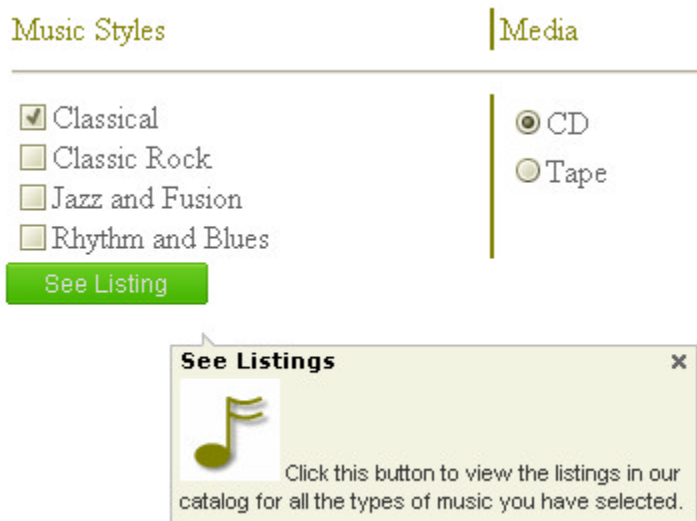 Music Styles
Media
Classical
Classic Rock
Jazz and Fusion
Rhythm and Blues
CD
Tape
See Listing
See Listings
Click this button to view the listings in our
catalog for all the types of music you have selected.